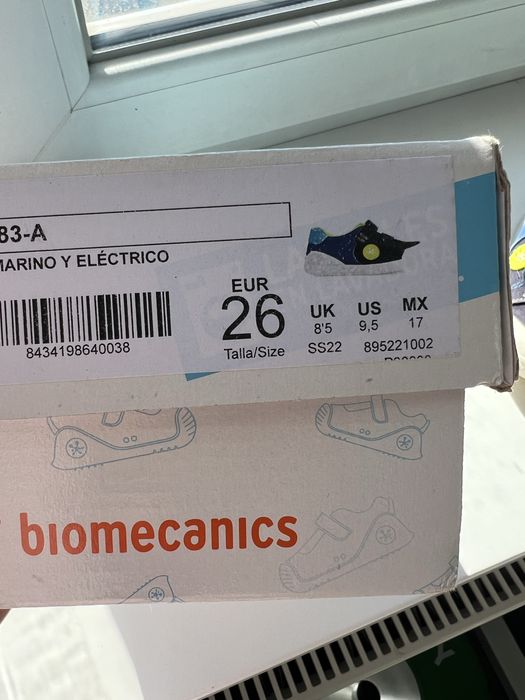 83-A
MARINO Y ELÉCTRICO
8434198640038
EUR
26
Talla/Size
UK US MX
8'5 9,5 17
SS22 895221002
biomecanics